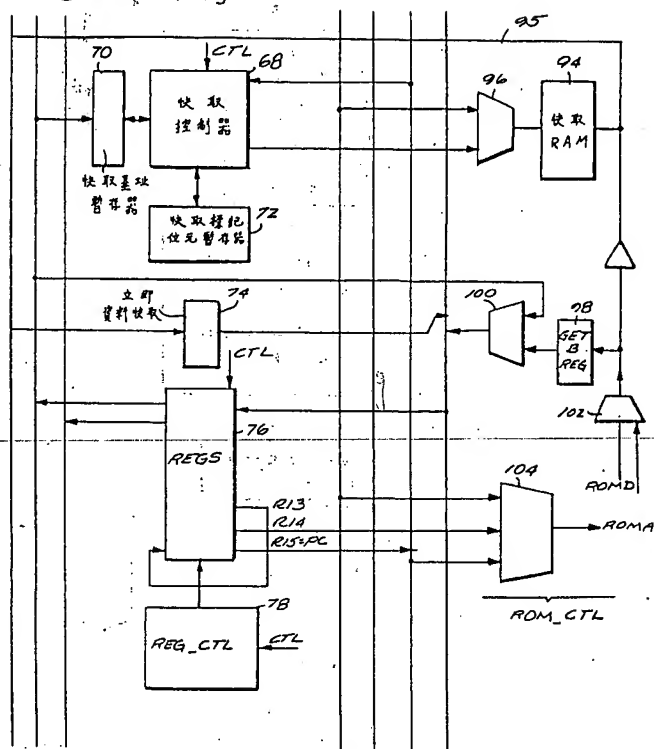 95
70
CTL
68
94
96
快取
控制器
快取
RAM
快取基址
暫存器
快取標記
位元暫存器
72
立即
資料快取
74
100
98
GET
B
REG
CTL
102
76
REGS
ROMD
104
R13
R14
R15=PC
ROMA
78
REG_CTL
CTL
ROM_CTL